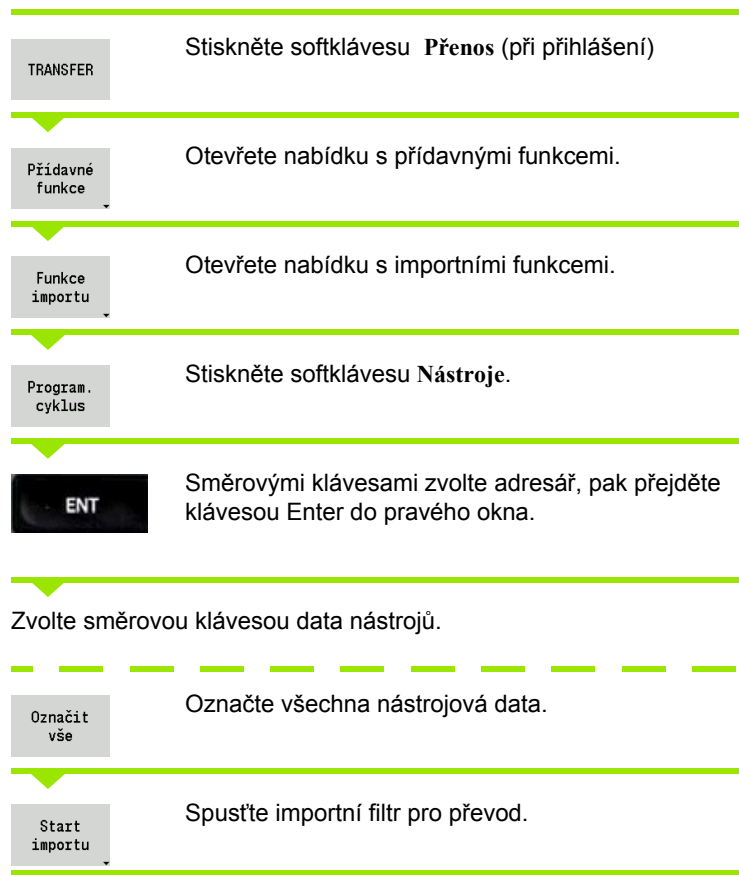 TRANSFER
Stiskněte softklávesu Přenos (při přihlášení)
Přídavné
funkce
Otevřete nabídku s přídavnými funkcemi.
Funkce
importu
Otevřete nabídku s importními funkcemi.
Program.
cyklus
Stiskněte softklávesu Nástroje.
ENT
Směrovými klávesami zvolte adresář, pak přejděte
klávesou Enter do pravého okna.
Zvolte směrovou klávesou data nástrojů.
Označit
vše
Označte všechna nástrojová data.
Start
importu
Spusťte importní filtr pro převod.